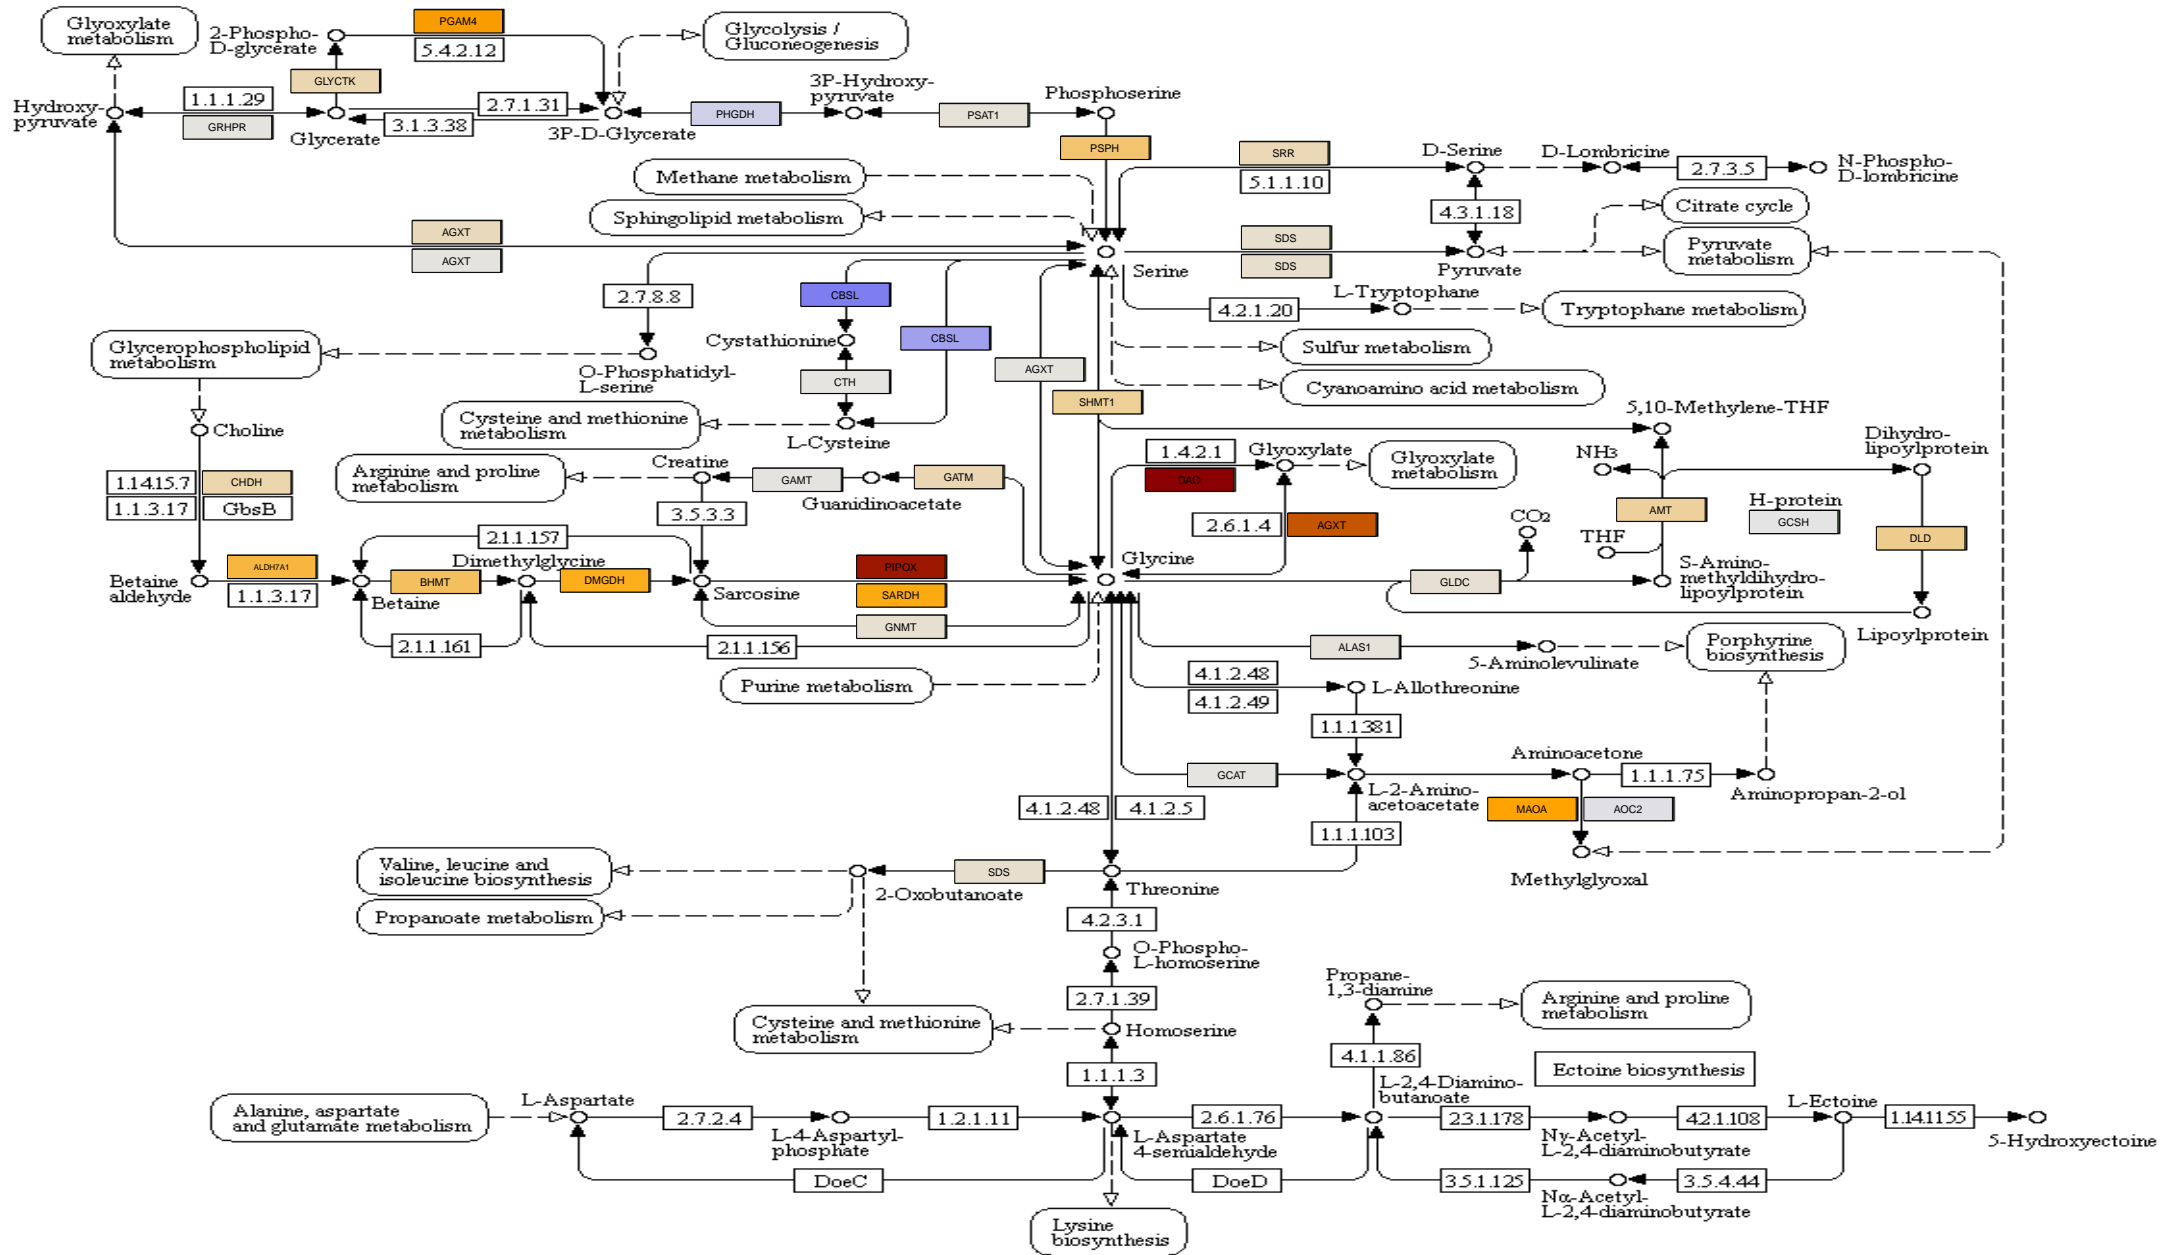 Glyoxylate
metabolism
2-Phospho-
D-glycerate
PGAM4
5.4.2.12
Glycolysis /
Gluconeogenesis
GLYCTK
3P-Hydroxy-
pyruvate
Phosphoserine
Hydroxy-
pyruvate
1.1.1.29
GRHPR
Glycerate
2.7.1.31
3.1.3.38
3P-D-Glycerate
PHGDH
PSAT1
PSPH
SRR
5.1.1.10
D-Serine
D-Lombricine
2.7.3.5
N-Phospho-
D-lombricine
Methane metabolism
Sphingolipid metabolism
4.3.1.18
Citrate cycle
AGXT
AGXT
SDS
SDS
Pyruvate
metabolism
Serine
Pyruvate
2.7.8.8
CBSL
4.2.1.20
L-Tryptophane
Tryptophane metabolism
Glycerophospholipid
metabolism
Cystathionine
CBSL
Sulfur metabolism
O-Phosphatidyl-
L-serine
CTH
AGXT
Cyanoamino acid metabolism
SHMT1
5,10-Methylene-THF
Choline
Cysteine and methionine
metabolism
L-Cysteine
1.4.2.1
Glyoxylate
Glyoxylate
metabolism
NH3
Dihydro-
lipoylprotein
Arginine and proline
metabolism
Creatine
GAMT
Guanidinoacetate
GATM
DAO
1.14.15.7
CHDH
1.1.3.17
GbsB
3.5.3.3
2.6.1.4
AGXT
CO2
AMT
H-protein
GCSH
DLD
THF
2.1.1.157
Dimethylglycine
Glycine
Betaine
aldehyde
ALDH7A1
1.1.3.17
BHMT
Betaine
DMGDH
Sarcosine
PIPOX
SARDH
GNMT
GLDC
S-Amino-
methyldihydro-
lipoylprotein
Lipoylprotein
2.1.1.161
2.1.1.156
ALAS1
5-Aminolevulinate
Porphyrine
biosynthesis
Purine metabolism
4.1.2.48
4.1.2.49
L-Allothreonine
1.1.1.381
Aminoacetone
GCAT
L-2-Amino-
acetoacetate
1.1.1.75
Aminopropan-2-ol
4.1.2.48
4.1.2.5
MAOA
AOC2
1.1.1.103
Methylglyoxal
Valine, leucine and
isoleucine biosynthesis
SDS
2-Oxobutanoate
Threonine
Propanoate metabolism
4.2.3.1
O-Phospho-
L-homoserine
2.7.1.39
Propane-
1,3-diamine
Arginine and proline
metabolism
Cysteine and methionine
metabolism
Homoserine
4.1.1.86
Ectoine biosynthesis
1.1.1.3
L-2,4-Diamino-
butanoate
Alanine, aspartate
and glutamate metabolism
L-Aspartate
2.7.2.4
L-4-Aspartyl-
phosphate
1.2.1.11
L-Aspartate
4-semialdehyde
2.6.1.76
2.3.1.178
Nγ-Acetyl-
L-2,4-diaminobutyrate
4.2.1.108
L-Ectoine
1.14.11.55
5-Hydroxyectoine
DoeC
DoeD
3.5.1.125
Nα-Acetyl-
L-2,4-diaminobutyrate
3.5.4.44
Lysine
biosynthesis